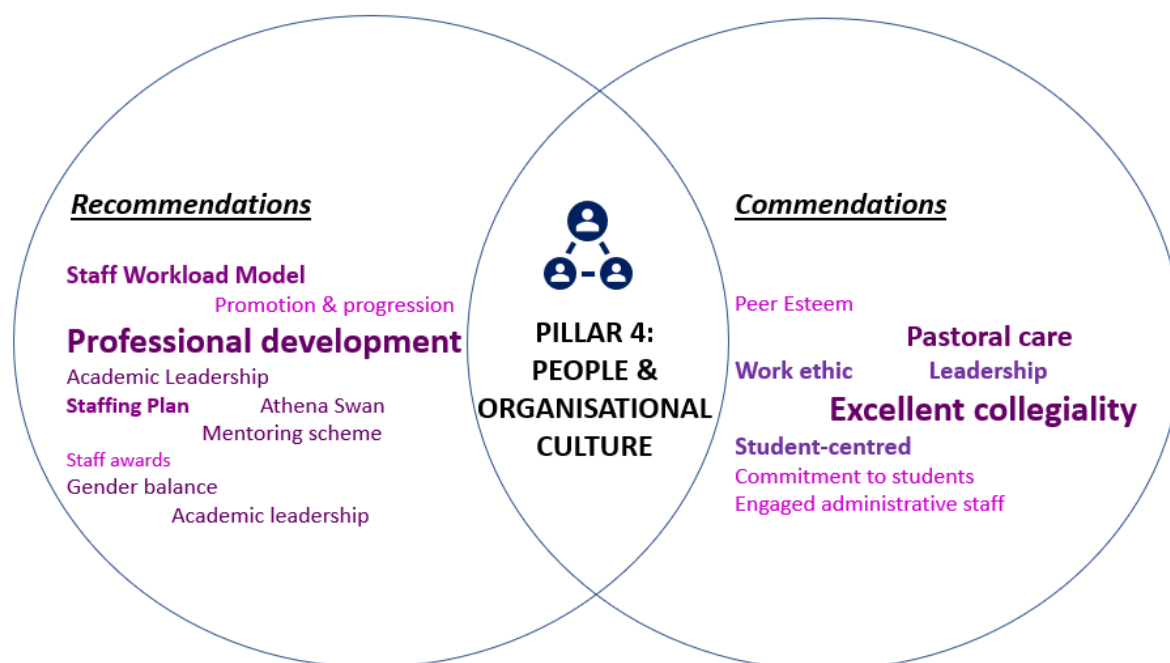 Recommendations
Staff Workload Model
Promotion & progression
Professional development
Academic Leadership
Staffing Plan Athena Swan
Mentoring scheme
Staff awards
Gender balance
Academic leadership
PILLAR 4:
PEOPLE &
ORGANISATIONAL
CULTURE
Commendations
Peer Esteem
Pastoral care
Work ethic Leadership
Excellent collegiality
Student-centred
Commitment to students
Engaged administrative staff